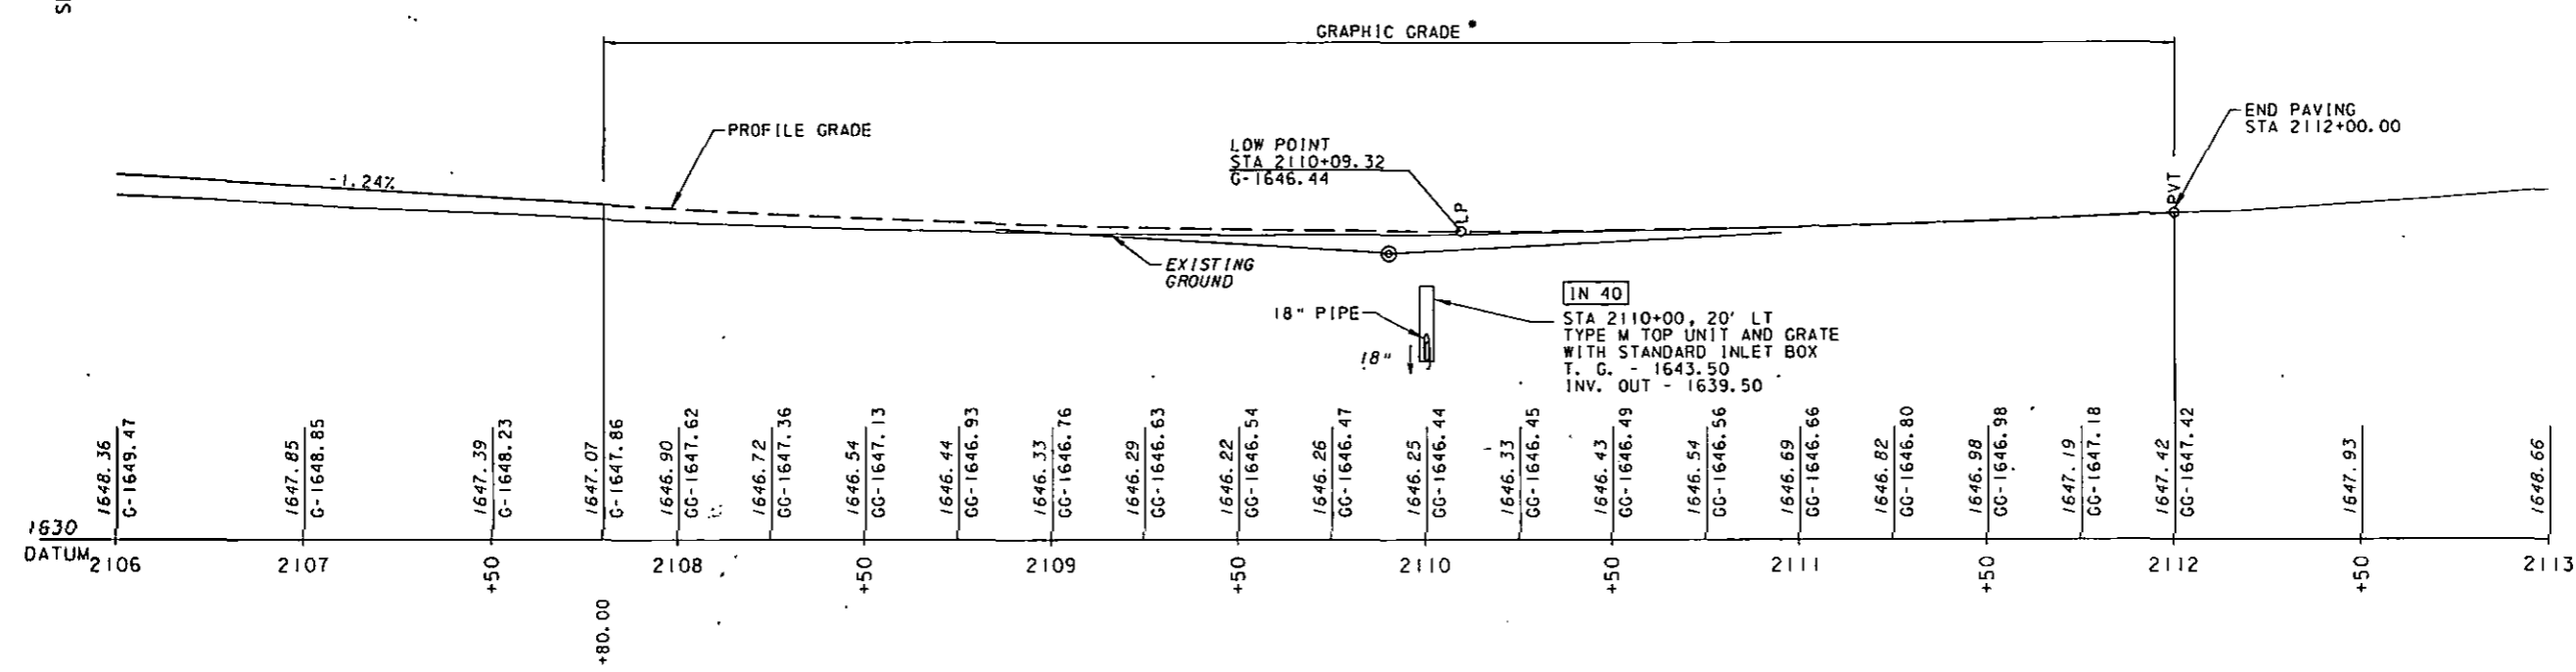 GRAPHIC GRADE
PROFILE GRADE
-1.24%
LOW POINT
STA 2110+09.32
G-1646.44
LP
END PAVING
STA 2112+00.00
PVT
EXISTING
GROUND
18" PIPE
18"
IN 40
STA 2110+00, 20' LT
TYPE M TOP UNIT AND GRATE
WITH STANDARD INLET BOX
T. G. - 1643.50
INV. OUT - 1639.50
1648.36
G-1649.47
1647.85
G-1648.85
1647.39
G-1648.23
1647.07
G-1647.86
1646.90
GG-1647.62
1646.72
GG-1647.36
1646.54
GG-1647.13
1646.44
GG-1646.93
1646.33
GG-1646.76
1646.29
GG-1646.63
1646.22
GG-1646.54
1646.26
GG-1646.47
1646.25
GG-1646.44
1646.33
GG-1646.45
1646.43
GG-1646.49
1646.54
GG-1646.56
1646.69
GG-1646.66
1646.82
GG-1646.80
1646.98
GG-1646.98
1647.19
GG-1647.18
1647.42
GG-1647.42
1647.93
1648.66
1630
DATUM
2106
2107
+50
+80.00
2108
+50
2109
+50
2110
+50
2111
+50
2112
+50
2113